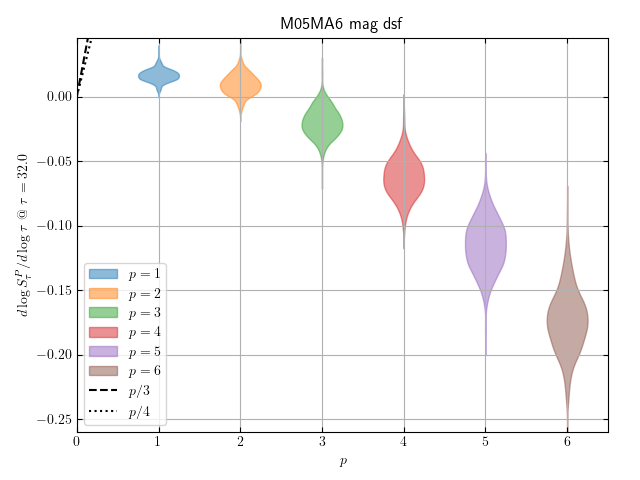 M05MA6 mag dsf
d log S_τ^P / d log τ @ τ = 32.0
0.00
−0.05
−0.10
−0.15
−0.20
−0.25
p = 1
p = 2
p = 3
p = 4
p = 5
p = 6
p/3
p/4
0 1 2 3 4 5 6
p